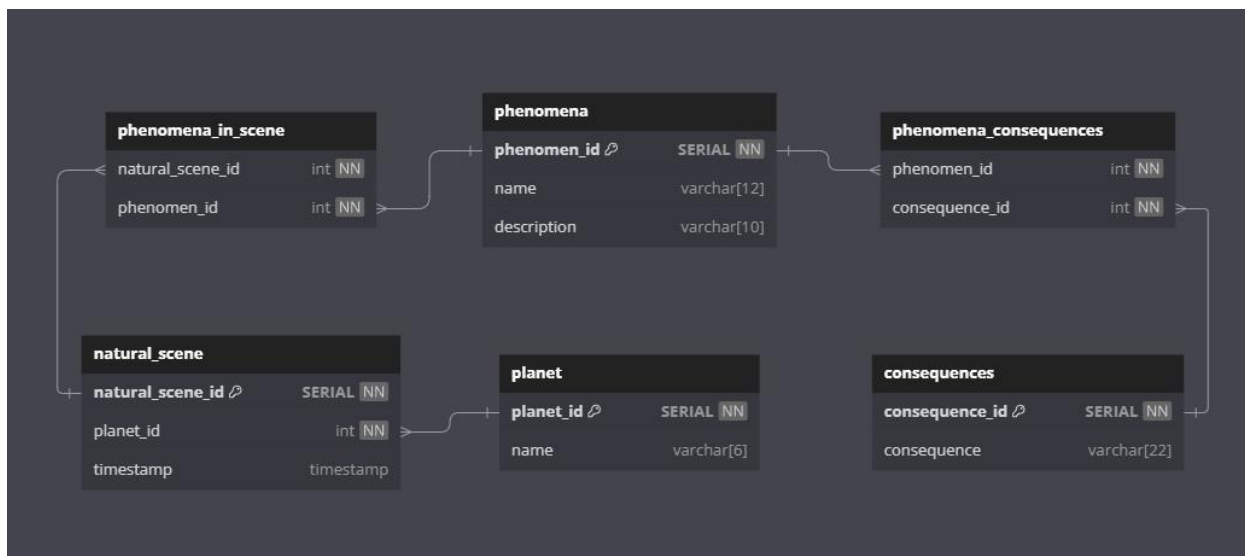 phenomena_in_scene
natural_scene_id int NN
phenomen_id int NN
phenomena
phenomen_id SERIAL NN
name varchar[12]
description varchar[10]
phenomena_consequences
phenomen_id int NN
consequence_id int NN
natural_scene
natural_scene_id SERIAL NN
planet_id int NN
timestamp timestamp
planet
planet_id SERIAL NN
name varchar[6]
consequences
consequence_id SERIAL NN
consequence varchar[22]